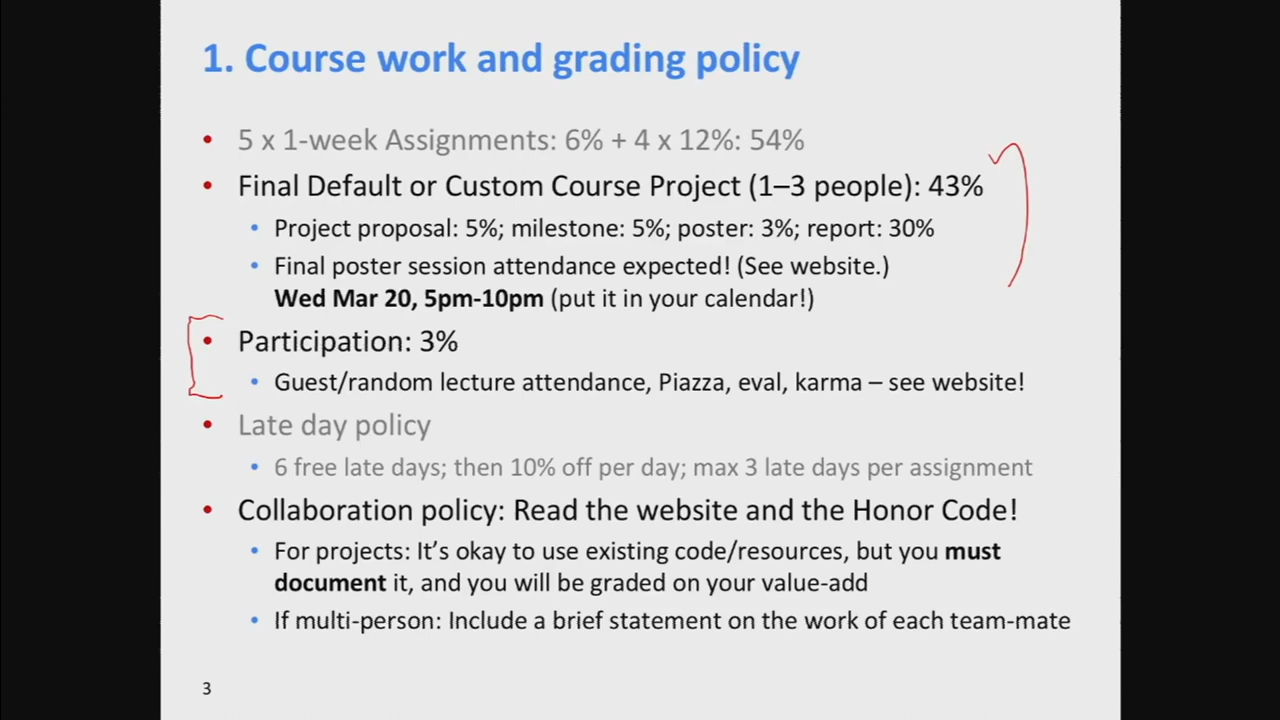 1. Course work and grading policy
• 5 x 1-week Assignments: 6% + 4 x 12%: 54%
• Final Default or Custom Course Project (1–3 people): 43%
• Project proposal: 5%; milestone: 5%; poster: 3%; report: 30%
• Final poster session attendance expected! (See website.)
Wed Mar 20, 5pm-10pm (put it in your calendar!)
• Participation: 3%
• Guest/random lecture attendance, Piazza, eval, karma – see website!
• Late day policy
• 6 free late days; then 10% off per day; max 3 late days per assignment
• Collaboration policy: Read the website and the Honor Code!
• For projects: It’s okay to use existing code/resources, but you must
document it, and you will be graded on your value-add
• If multi-person: Include a brief statement on the work of each team-mate
3